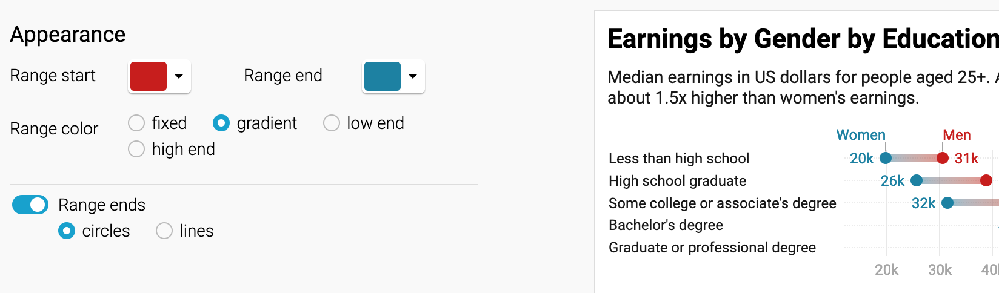 Appearance
Range start
Range end
Range color
fixed
gradient
low end
high end
Range ends
circles
lines
Earnings by Gender by Education
Median earnings in US dollars for people aged 25+.
about 1.5x higher than women's earnings.
Women Men
Less than high school 20k 31k
High school graduate 26k
Some college or associate's degree 32k
Bachelor's degree
Graduate or professional degree
20k 30k